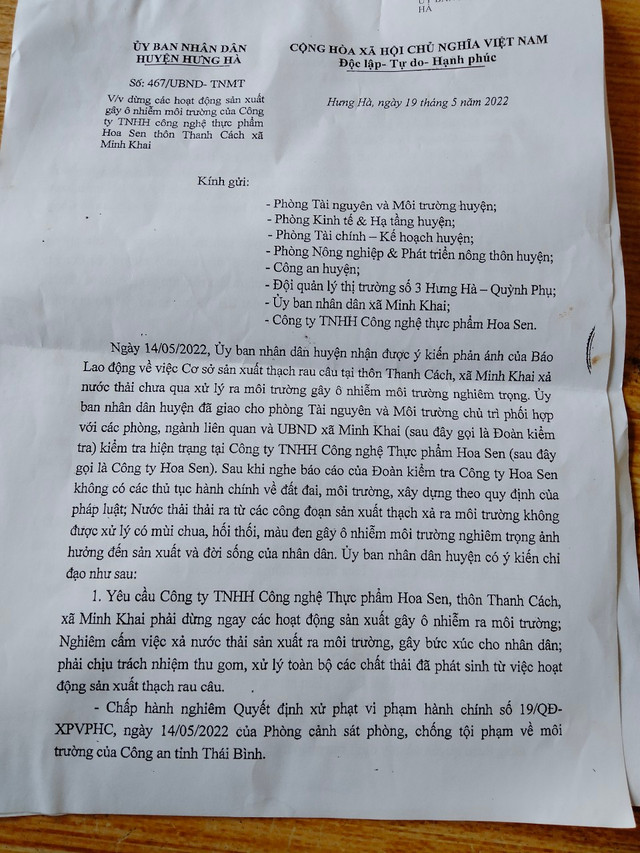 HÀ
ỦY BAN NHÂN DÂN
HUYỆN HƯNG HÀ
CỘNG HÒA XÃ HỘI CHỦ NGHĨA VIỆT NAM
Độc lập- Tự do- Hạnh phúc
Số: 467/UBND- TNMT
V/v dừng các hoạt động sản xuất
gây ô nhiễm môi trường của Công
ty TNHH công nghệ thực phẩm
Hoa Sen thôn Thanh Cách xã
Minh Khai
Hưng Hà, ngày 19 tháng 5 năm 2022
Kính gửi:
- Phòng Tài nguyên và Môi trường huyện;
- Phòng Kinh tế & Hạ tầng huyện;
- Phòng Tài chính – Kế hoạch huyện;
- Phòng Nông nghiệp & Phát triển nông thôn huyện;
- Công an huyện;
- Đội quản lý thị trường số 3 Hưng Hà – Quỳnh Phụ;
- Ủy ban nhân dân xã Minh Khai;
- Công ty TNHH Công nghệ thực phẩm Hoa Sen.
Ngày 14/05/2022, Ủy ban nhân dân huyện nhận được ý kiến phản ánh của Báo
Lao động về việc Cơ sở sản xuất thạch rau câu tại thôn Thanh Cách, xã Minh Khai xả
nước thải chưa qua xử lý ra môi trường gây ô nhiễm môi trường nghiêm trọng. Ủy
ban nhân dân huyện đã giao cho phòng Tài nguyên và Môi trường chủ trì phối hợp
với các phòng, ngành liên quan và UBND xã Minh Khai (sau đây gọi là Đoàn kiểm
tra) kiểm tra hiện trạng tại Công ty TNHH Công nghệ Thực phẩm Hoa Sen (sau đây
gọi là Công ty Hoa Sen). Sau khi nghe báo cáo của Đoàn kiểm tra Công ty Hoa Sen
không có các thủ tục hành chính về đất đai, môi trường, xây dựng theo quy định của
pháp luật; Nước thải thải ra từ các công đoạn sản xuất thạch xả ra môi trường không
được xử lý có mùi chua, hối thối, màu đen gây ô nhiễm môi trường nghiêm trọng ảnh
hưởng đến sản xuất và đời sống của nhân dân. Ủy ban nhân dân huyện có ý kiến chỉ
đạo như sau:
1. Yêu cầu Công ty TNHH Công nghệ Thực phẩm Hoa Sen, thôn Thanh Cách,
xã Minh Khai phải dừng ngay các hoạt động sản xuất gây ô nhiễm ra môi trường;
Nghiêm cấm việc xả nước thải sản xuất ra môi trường, gây bức xúc cho nhân dân;
phải chịu trách nhiệm thu gom, xử lý toàn bộ các chất thải đã phát sinh từ việc hoạt
động sản xuất thạch rau câu.
- Chấp hành nghiêm Quyết định xử phạt vi phạm hành chính số 19/QĐ-
XPVPHC, ngày 14/05/2022 của Phòng cảnh sát phòng, chống tội phạm về môi
trường của Công an tỉnh Thái Bình.